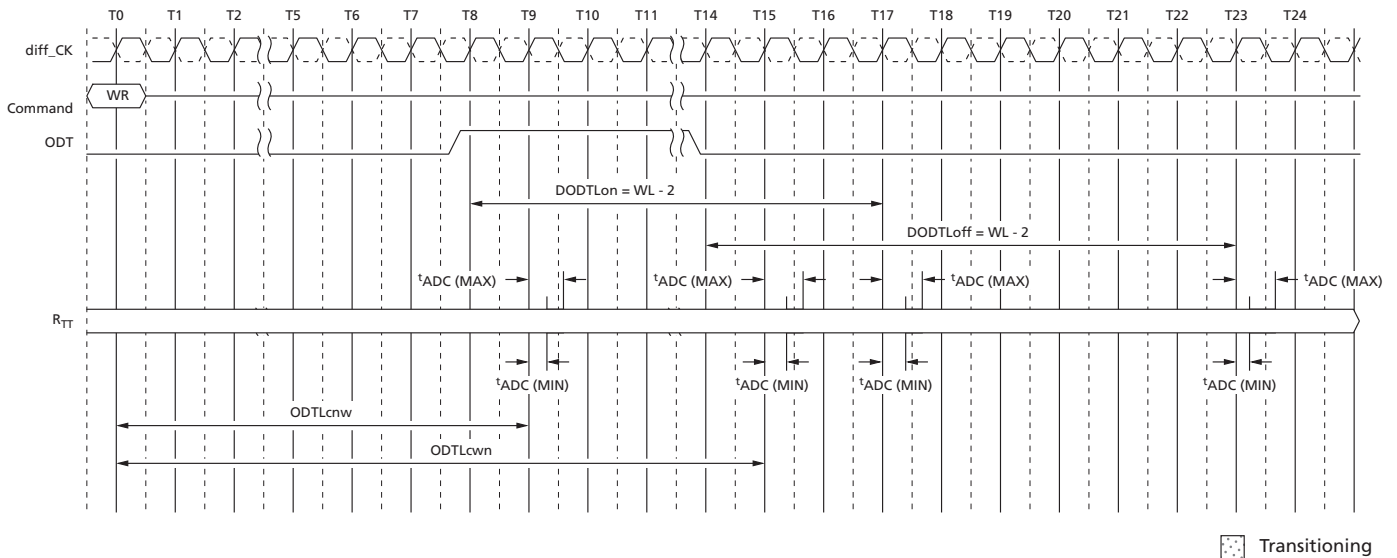 T0 T1 T2 T5 T6 T7 T8 T9 T10 T11 T14 T15 T16 T17 T18 T19 T20 T21 T22 T23 T24
diff_CK
Command WR
ODT
DODTLon = WL - 2
DODTLoff = WL - 2
tADC (MAX) tADC (MAX) tADC (MAX) tADC (MAX)
RTT
tADC (MIN) tADC (MIN) tADC (MIN) tADC (MIN)
ODTLcnw
ODTLcwn
Transitioning